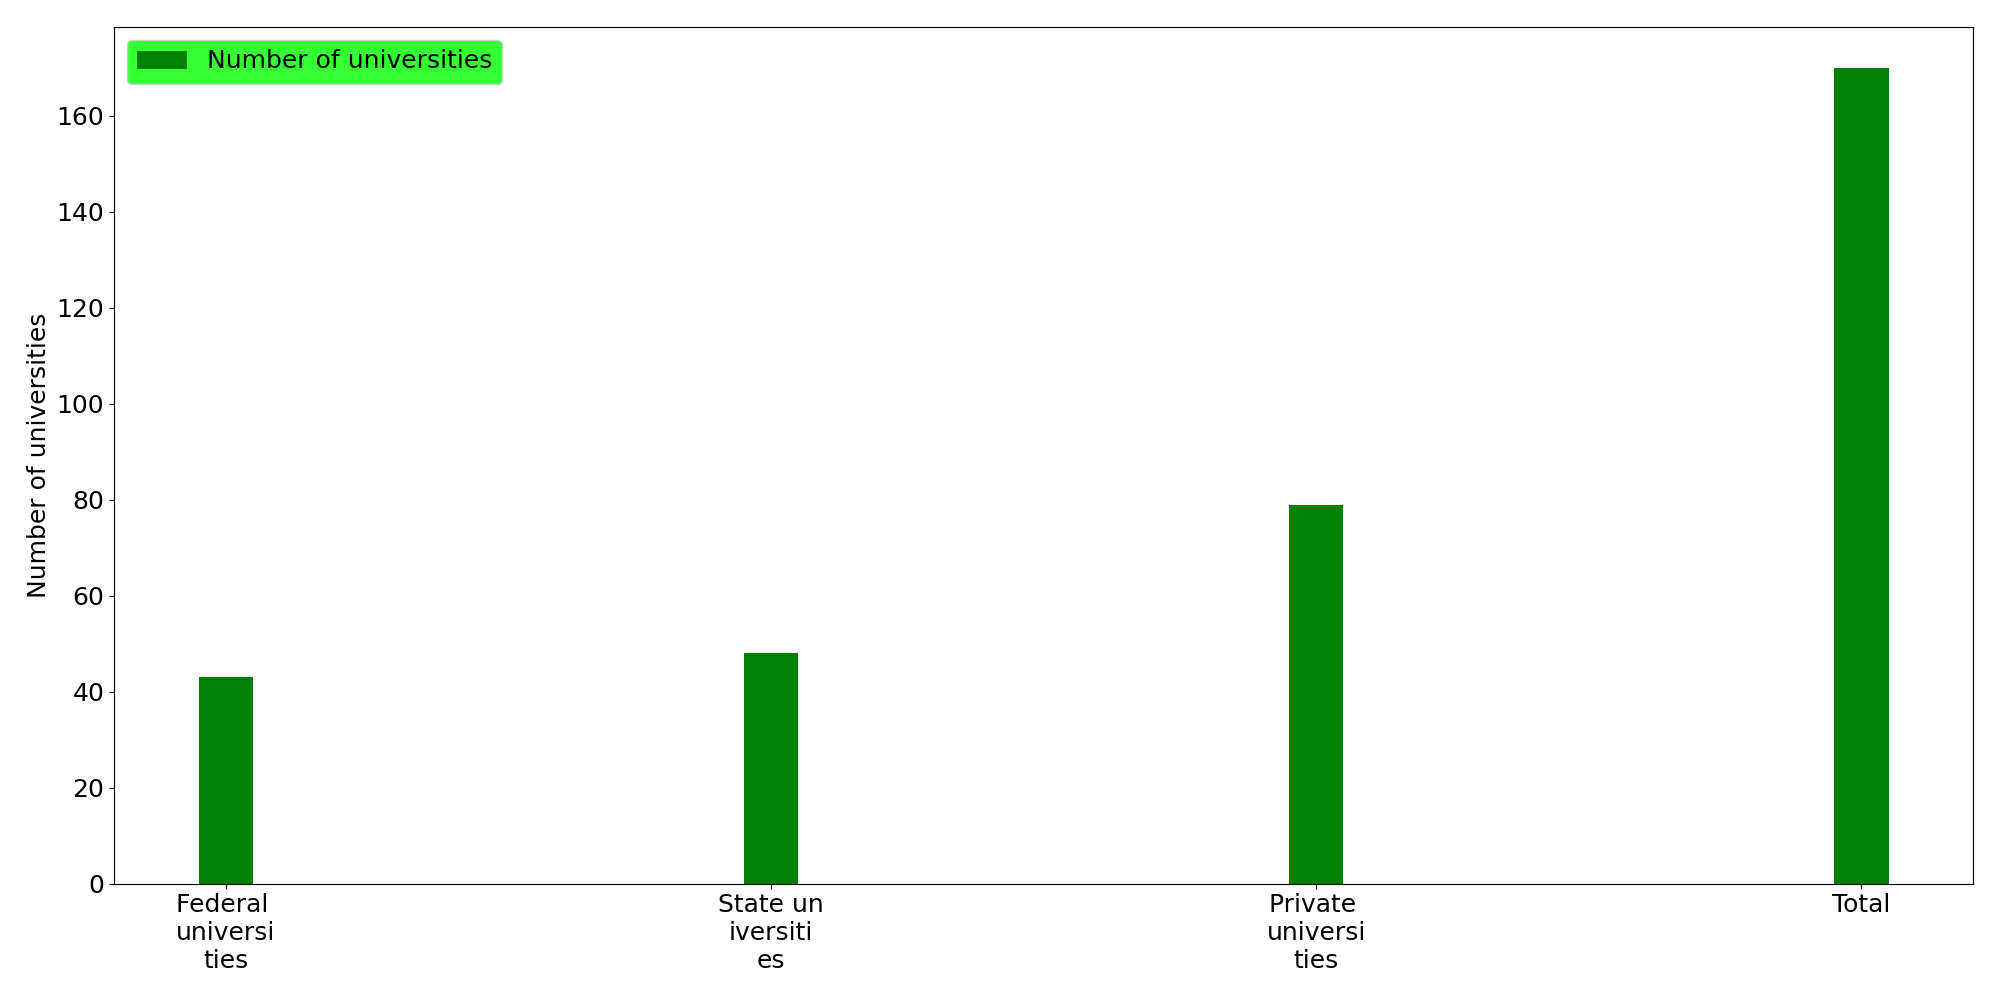 Number of universities
Number of universities
160
140
120
100
80
60
40
20
0
Federal
universi
ties
State un
iversiti
es
Private
universi
ties
Total